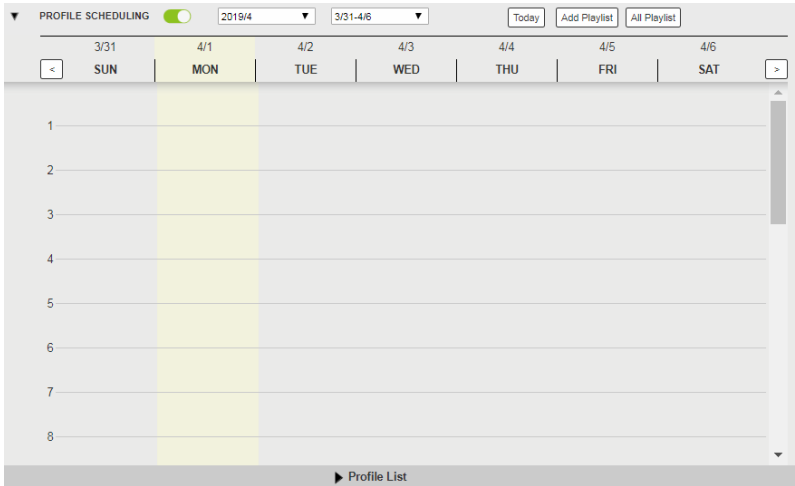 ▼ PROFILE SCHEDULING 2019/4 ▼ 3/31-4/6 ▼ Today Add Playlist All Playlist
3/31 4/1 4/2 4/3 4/4 4/5 4/6
< SUN MON TUE WED THU FRI SAT >
1
2
3
4
5
6
7
8
▶ Profile List